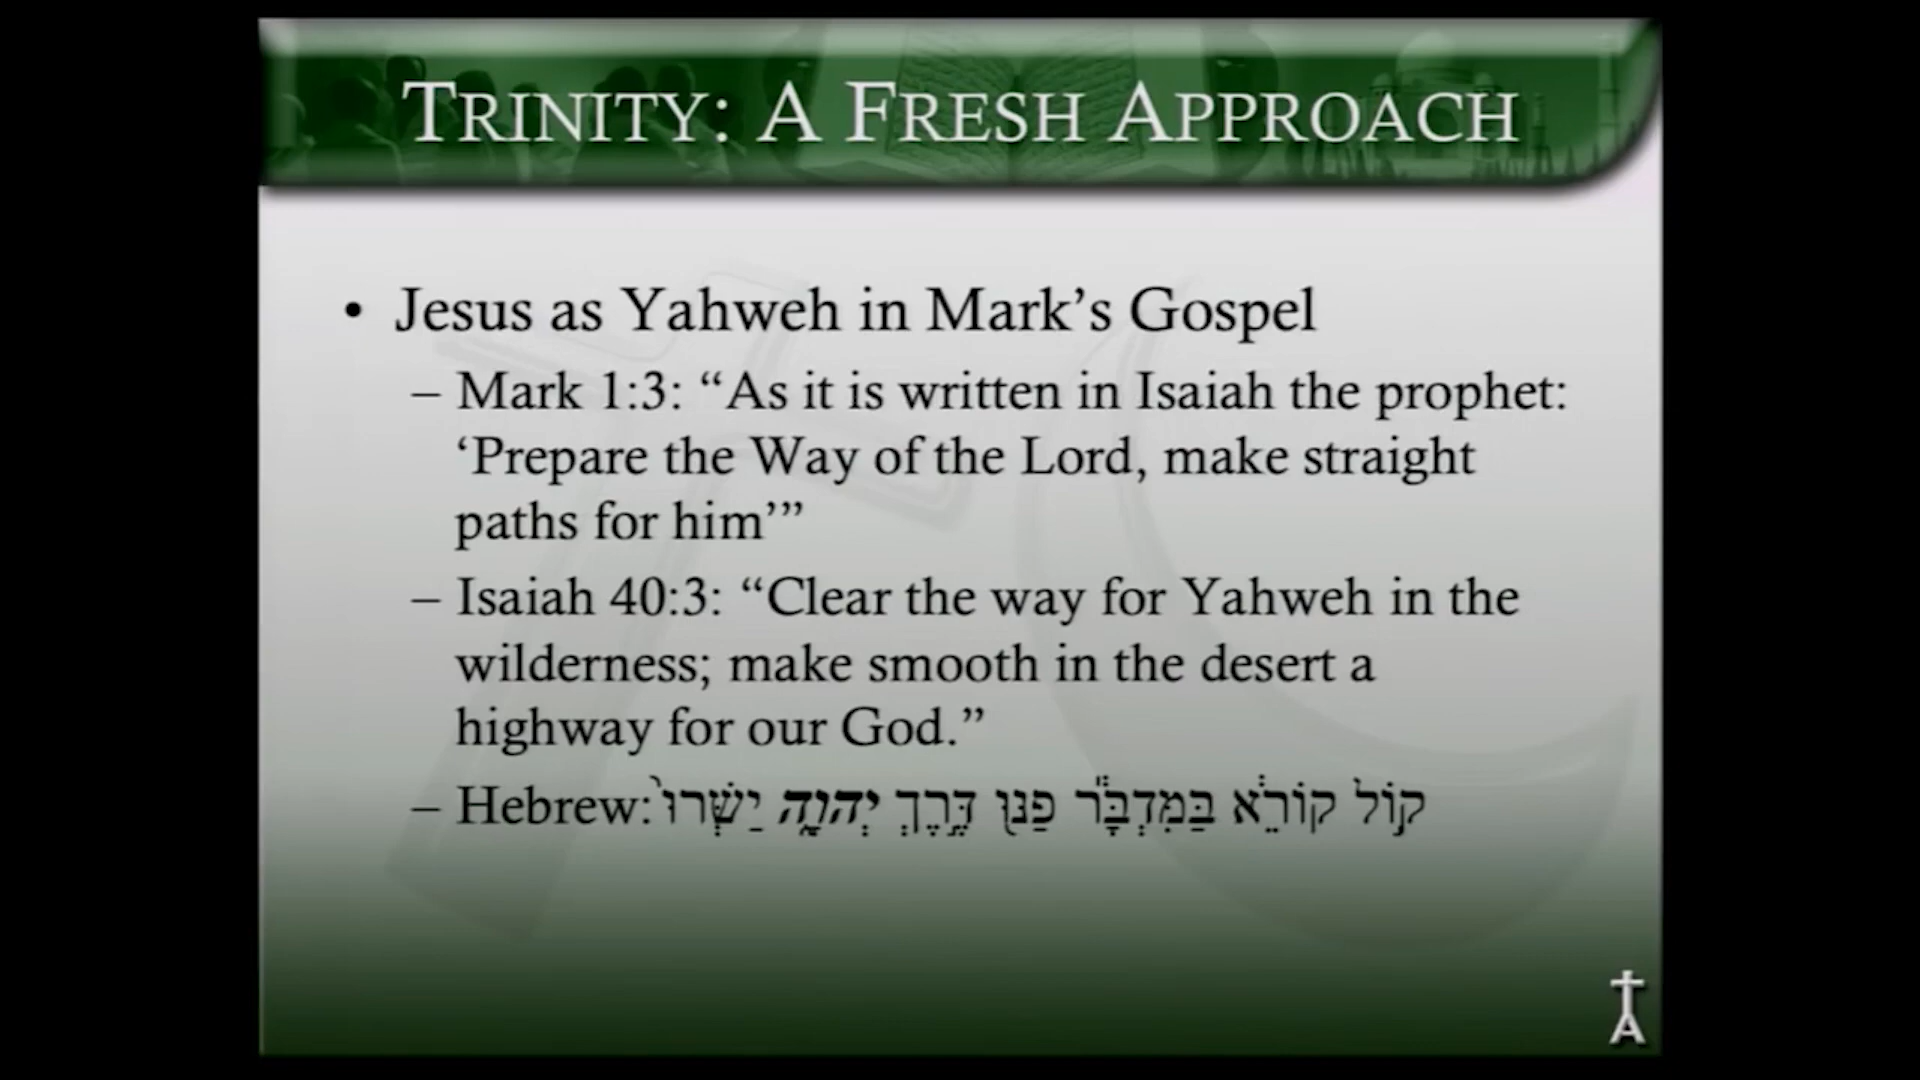 TRINITY: A FRESH APPROACH
• Jesus as Yahweh in Mark’s Gospel
– Mark 1:3: “As it is written in Isaiah the prophet:
‘Prepare the Way of the Lord, make straight
paths for him’”
– Isaiah 40:3: “Clear the way for Yahweh in the
wilderness; make smooth in the desert a
highway for our God.”
– Hebrew: ק֣וֹל קוֹרֵ֔א בַּמִּדְבָּ֕ר פַּנּ֖וּ דֶּ֣רֶךְ יְהוָ֑ה יַשְּׁרוּ֙
A